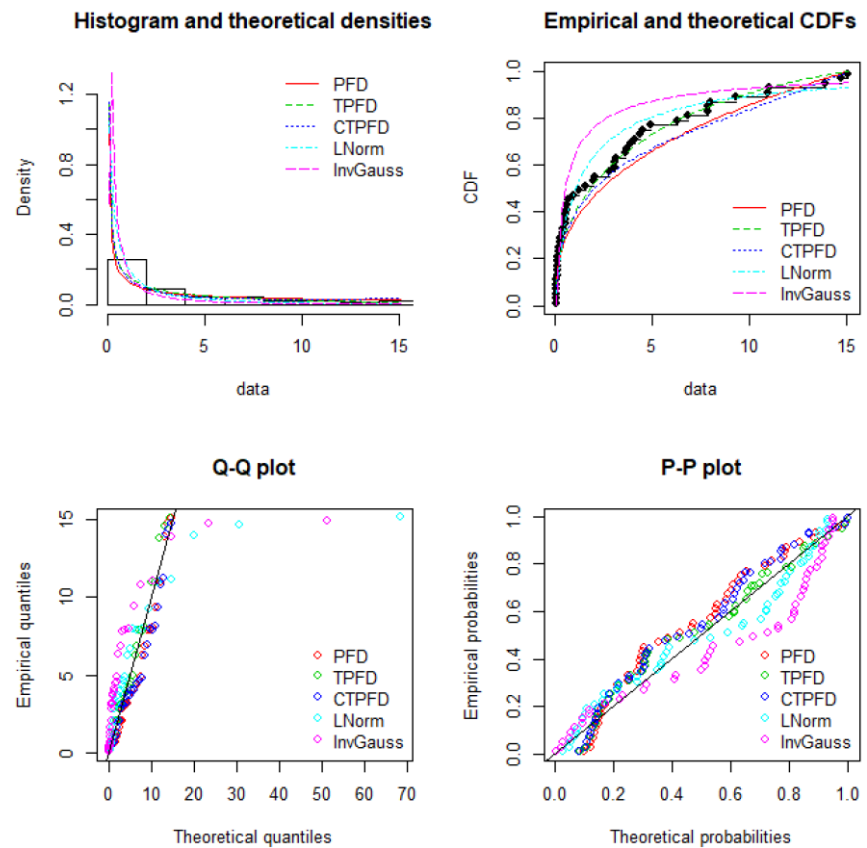 Histogram and theoretical densities
Density
0.0 0.4 0.8 1.2
PFD
TPFD
CTPFD
LNorm
InvGauss
0 5 10 15
data
Empirical and theoretical CDFs
CDF
0.0 0.2 0.4 0.6 0.8 1.0
PFD
TPFD
CTPFD
LNorm
InvGauss
0 5 10 15
data
Q-Q plot
Empirical quantiles
0 5 10 15
PFD
TPFD
CTPFD
LNorm
InvGauss
0 10 20 30 40 50 60 70
Theoretical quantiles
P-P plot
Empirical probabilities
0.0 0.2 0.4 0.6 0.8 1.0
PFD
TPFD
CTPFD
LNorm
InvGauss
0.0 0.2 0.4 0.6 0.8 1.0
Theoretical probabilities